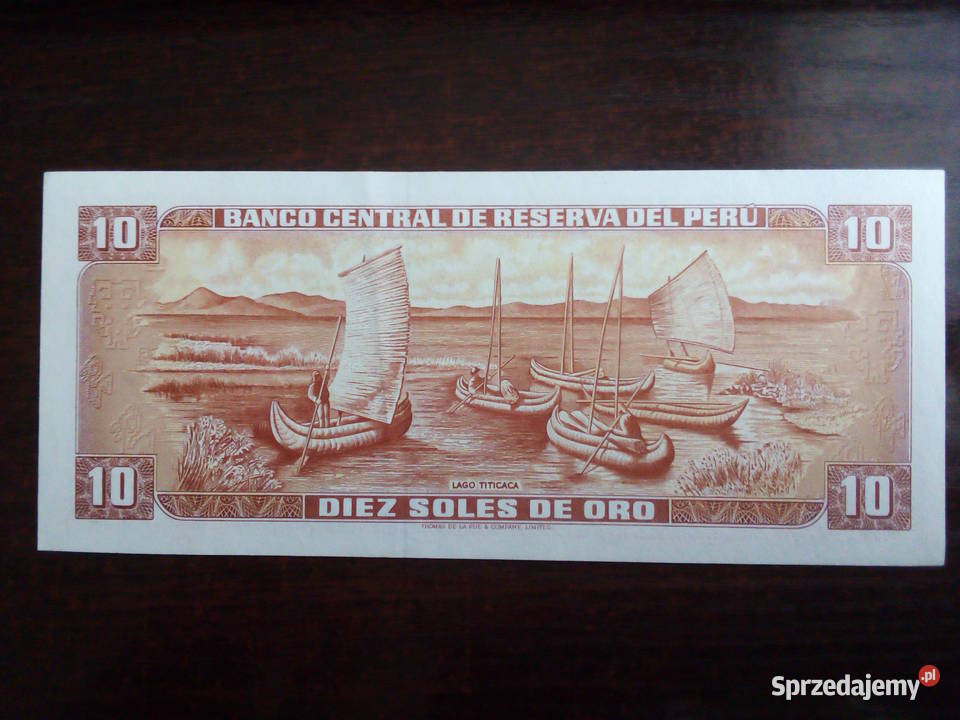 10 BANCO CENTRAL DE RESERVA DEL PERÚ 10
LAGO TITICACA
10 DIEZ SOLES DE ORO 10
THOMAS DE LA RUE & COMPANY, LIMITED.
Sprzedajemy.pl